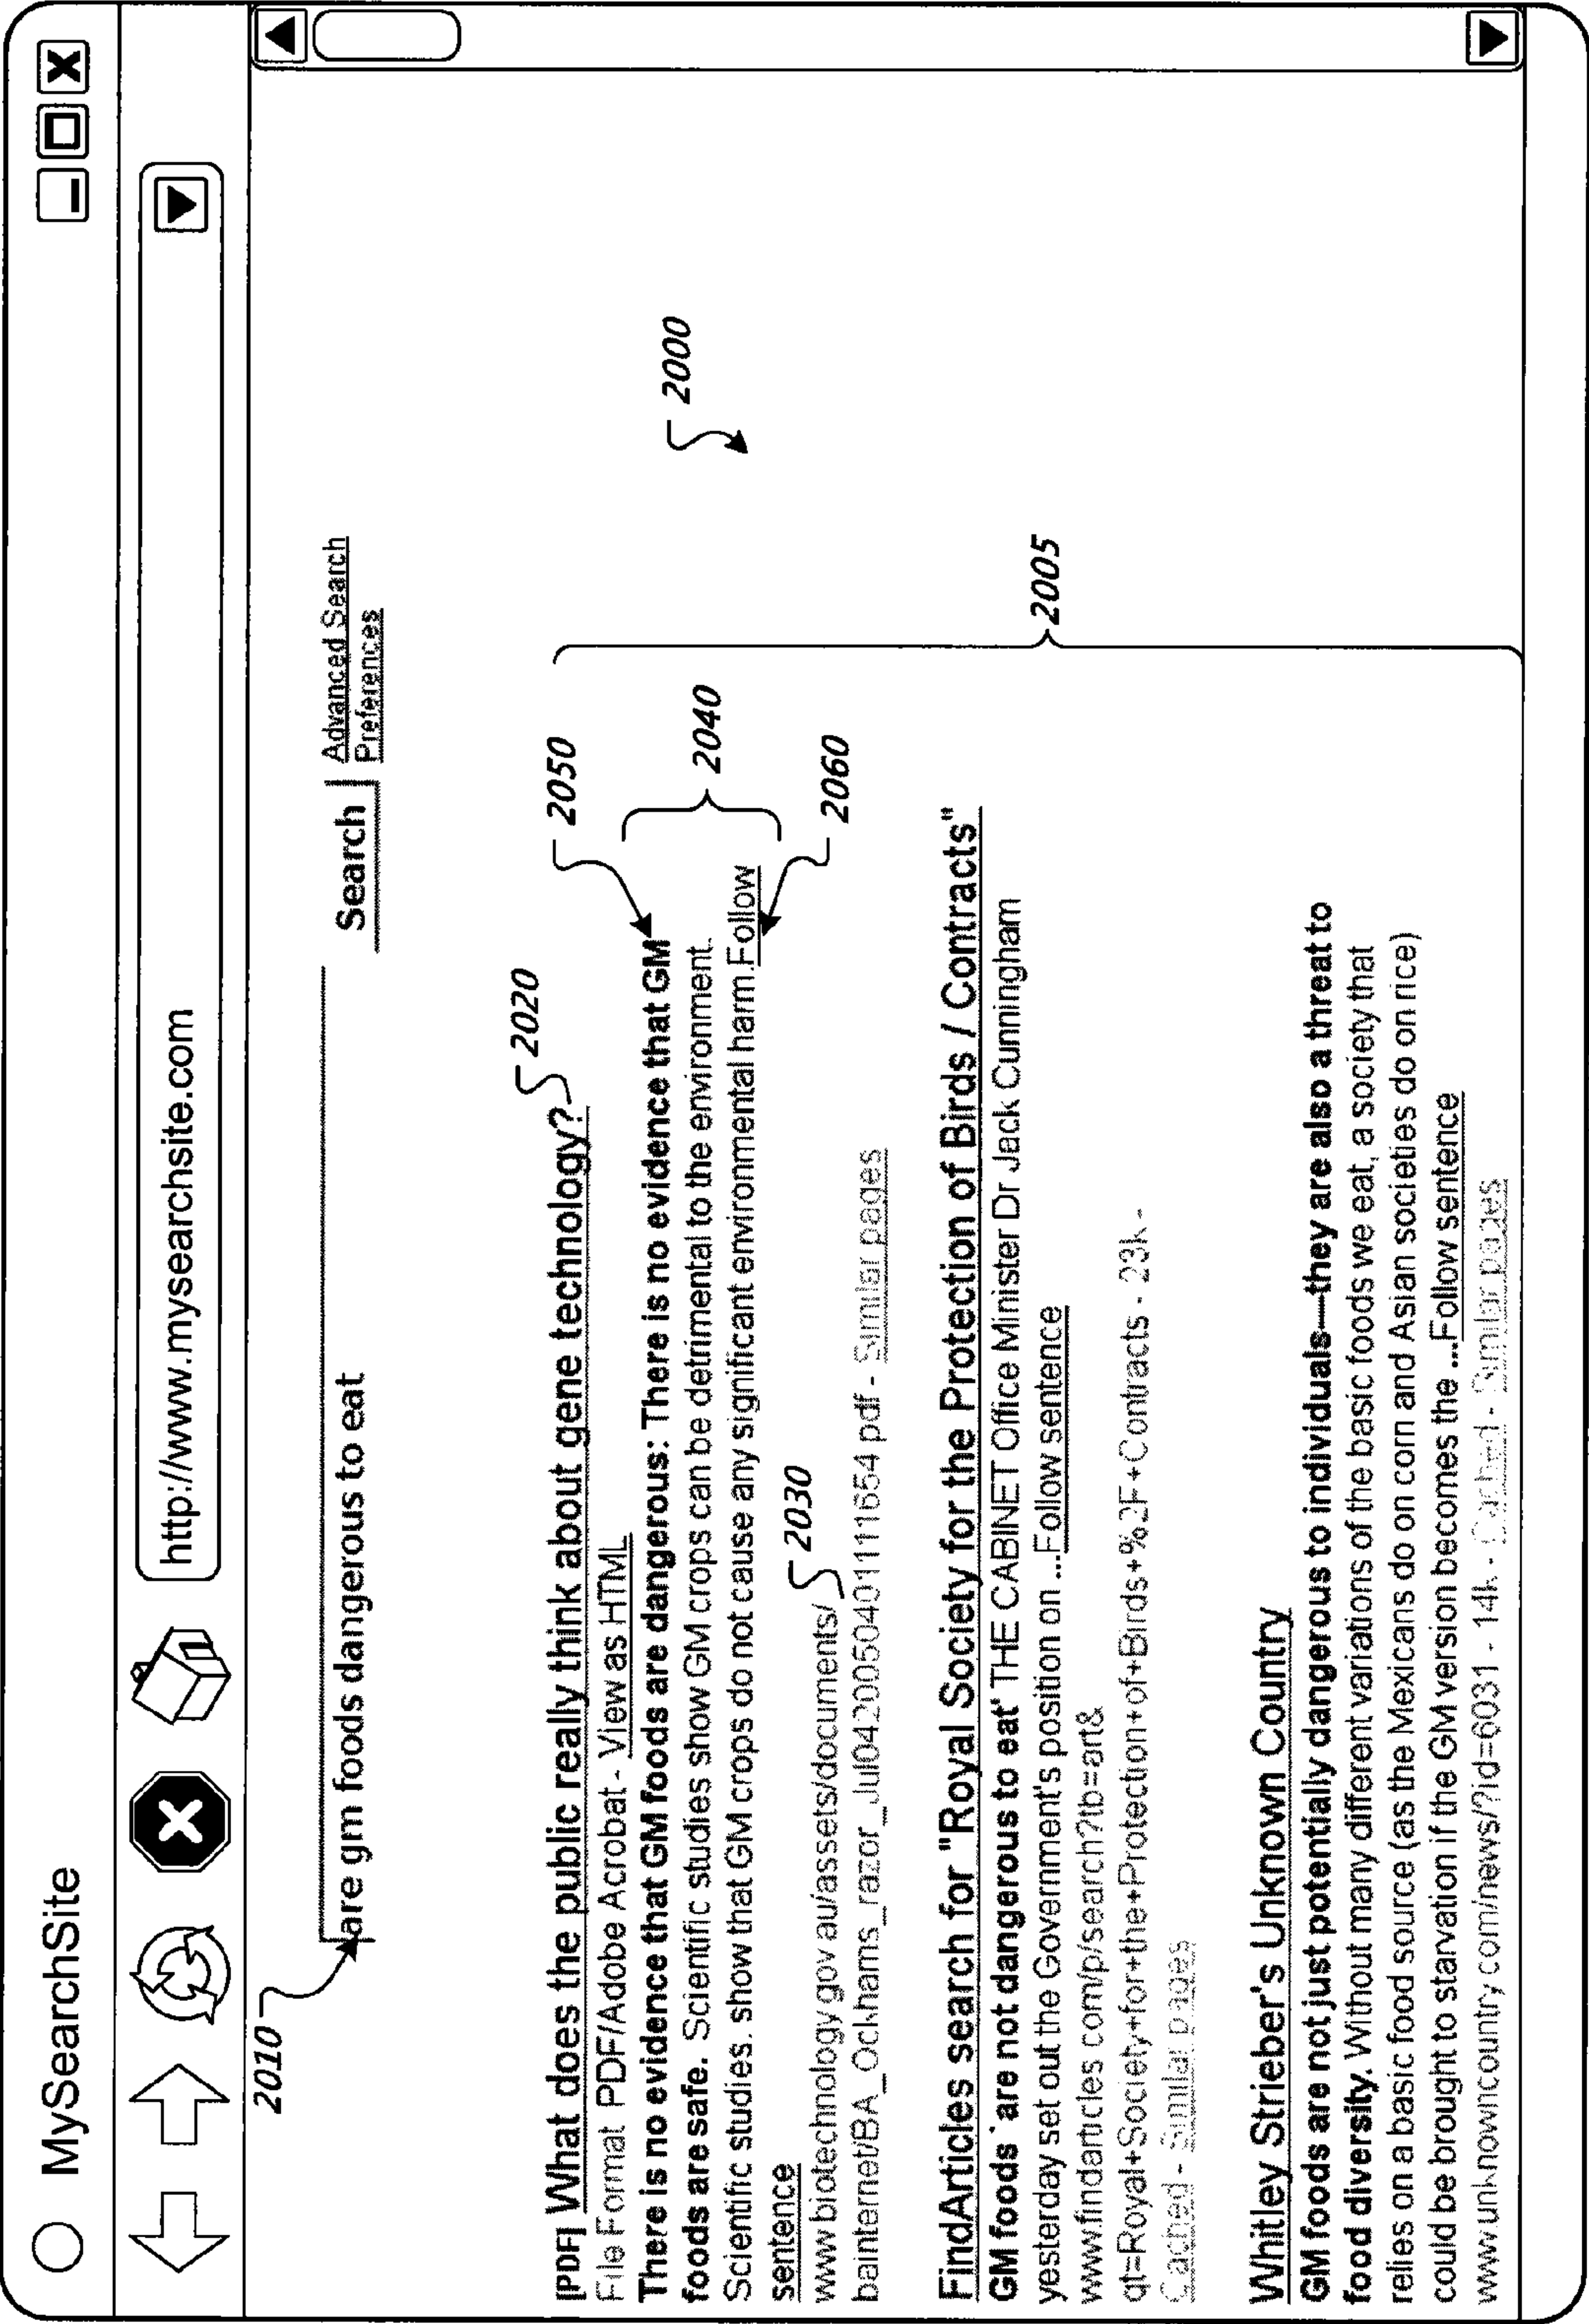 MySearchSite
http://www.mysearchsite.com
2010
are gm foods dangerous to eat
Search
Advanced Search
Preferences
2000
2020
2050
[PDF] What does the public really think about gene technology?
File Format PDF/Adobe Acrobat - View as HTML
There is no evidence that GM foods are dangerous: There is no evidence that GM
foods are safe. Scientific studies show GM crops can be detrimental to the environment.
Scientific studies. show that GM crops do not cause any significant environmental harm.Follow
sentence
2040
2060
2030
www biotechnology gov au/assets/documents/
bainternet/BA_Ockhams_razor_Jul0420050401111654 pdf - Similar pages
2005
FindArticles search for "Royal Society for the Protection of Birds / Contracts"
GM foods `are not dangerous to eat' THE CABINET Office Minister Dr Jack Cunningham
yesterday set out the Government's position on ...Follow sentence
www.findarticles com/p/search?tb=art&
qt=Royal+Society+for+the+Protection+of+Birds+%2F+Contracts - 23k -
Cached - Similar pages
Whitley Strieber's Unknown Country
GM foods are not just potentially dangerous to individuals—they are also a threat to
food diversity. Without many different variations of the basic foods we eat, a society that
relies on a basic food source (as the Mexicans do on corn and Asian societies do on rice)
could be brought to starvation if the GM version becomes the ...Follow sentence
www.unknowncountry com/news/?id=6031 - 14k - Cached - Similar pages